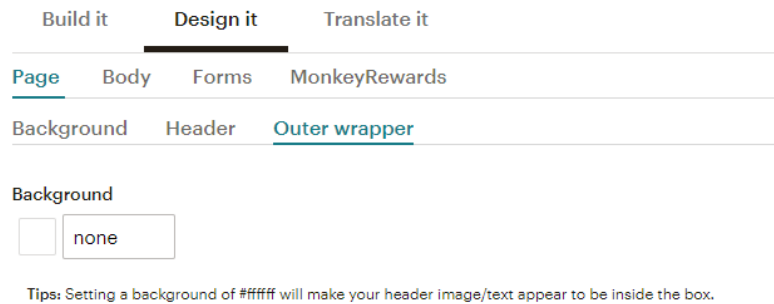 Build it Design it Translate it
Page Body Forms MonkeyRewards
Background Header Outer wrapper
Background
none
Tips: Setting a background of #ffffff will make your header image/text appear to be inside the box.